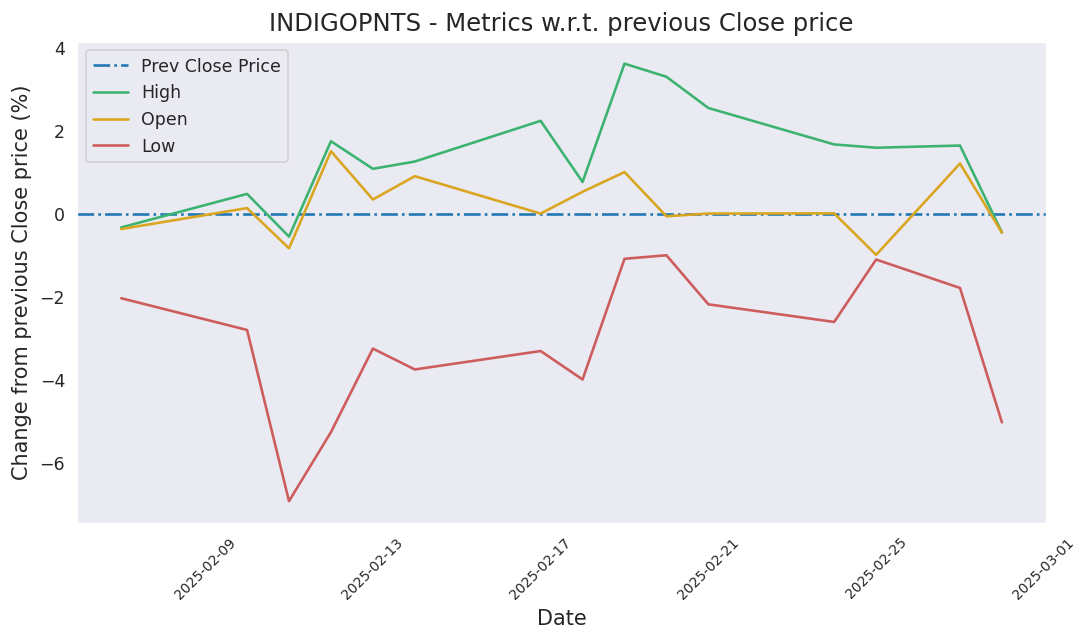 INDIGOPNTS - Metrics w.r.t. previous Close price
Change from previous Close price (%)
4
2
0
−2
−4
−6
Prev Close Price
High
Open
Low
2025-02-09
2025-02-13
2025-02-17
2025-02-21
2025-02-25
2025-03-01
Date